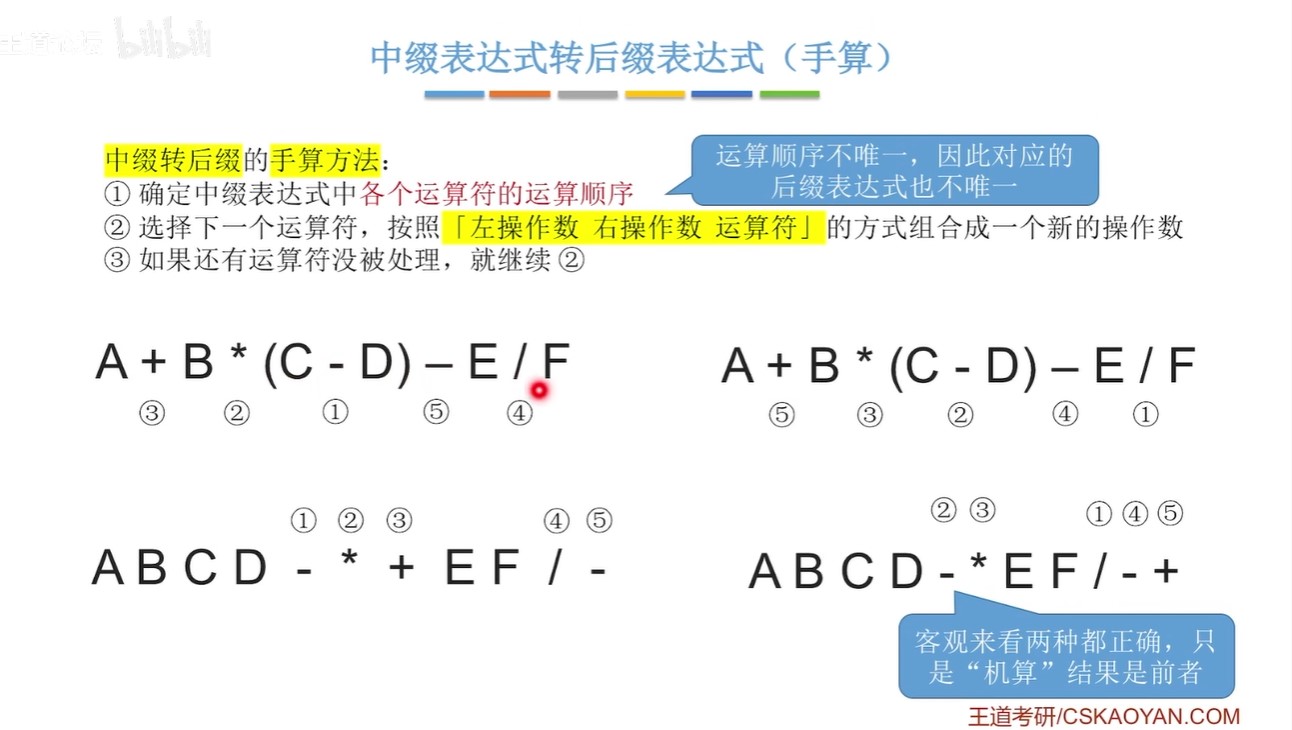 王道论坛 bilibili
中缀表达式转后缀表达式（手算）
中缀转后缀的手算方法：
① 确定中缀表达式中各个运算符的运算顺序
② 选择下一个运算符，按照「左操作数 右操作数 运算符」的方式组合成一个新的操作数
③ 如果还有运算符没被处理，就继续 ②
运算顺序不唯一，因此对应的
后缀表达式也不唯一
A + B * (C - D) – E / F
③ ② ① ⑤ ④
A + B * (C - D) – E / F
⑤ ③ ② ④ ①
① ② ③ ④ ⑤
A B C D - * + E F / -
② ③ ① ④ ⑤
A B C D - * E F / - +
客观来看两种都正确，只
是“机算”结果是前者
王道考研/CSKAOYAN.COM